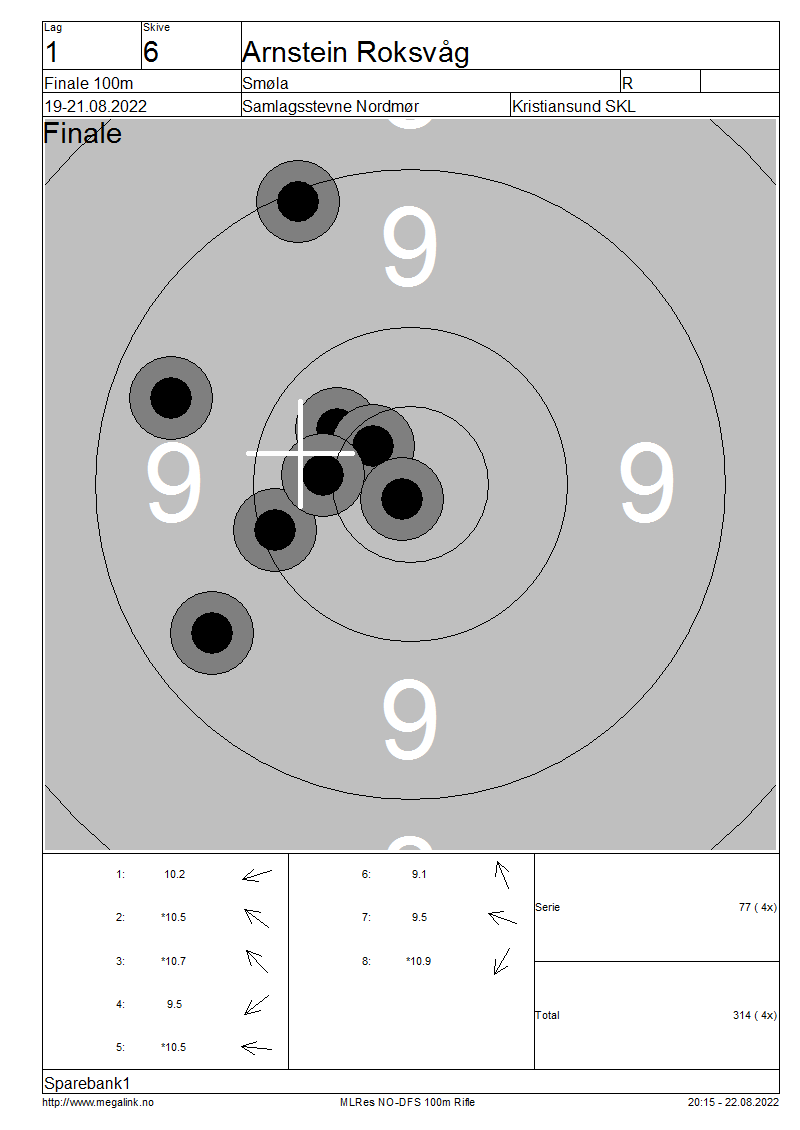 Lag
Skive
1
6
Arnstein Roksvåg
Finale 100m
Smøla
R
19-21.08.2022
Samlagsstevne Nordmør
Kristiansund SKL
Finale
9
9
9
9
1: 10.2
2: *10.5
3: *10.7
4: 9.5
5: *10.5
6: 9.1
7: 9.5
8: *10.9
Serie 77 ( 4x)
Total 314 ( 4x)
Sparebank1
http://www.megalink.no
MLRes NO-DFS 100m Rifle
20:15 - 22.08.2022